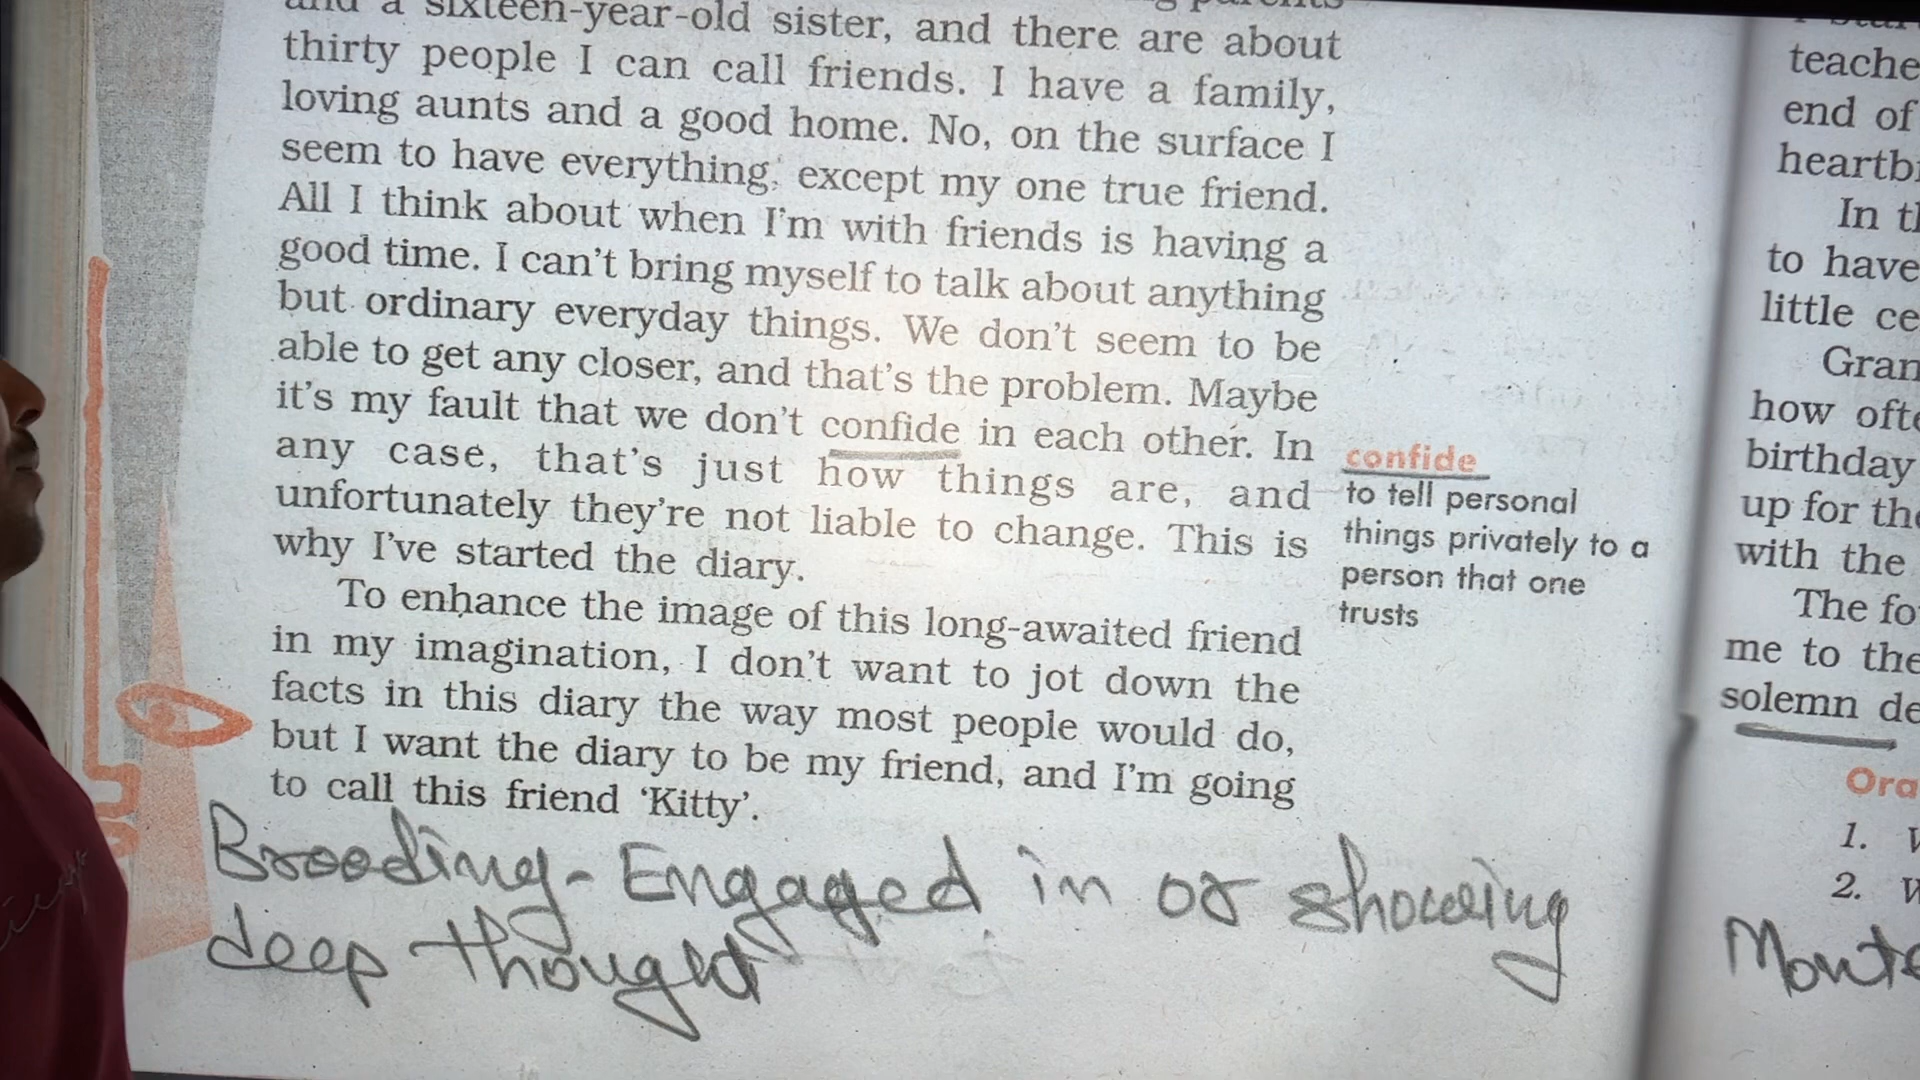 and a sixteen-year-old sister, and there are about
thirty people I can call friends. I have a family,
loving aunts and a good home. No, on the surface I
seem to have everything, except my one true friend.
All I think about when I'm with friends is having a
good time. I can't bring myself to talk about anything
but ordinary everyday things. We don't seem to be
able to get any closer, and that's the problem. Maybe
it's my fault that we don't confide in each other. In
any case, that's just how things are, and
unfortunately they're not liable to change. This is
why I've started the diary.
To enhance the image of this long-awaited friend
in my imagination, I don't want to jot down the
facts in this diary the way most people would do,
but I want the diary to be my friend, and I'm going
to call this friend ‘Kitty’.
confide
to tell personal
things privately to a
person that one
trusts
Brooding - Engaged in or showing
deep thought
teache
end of
heartb
In t
to have
little ce
Gran
how ofte
birthday
up for the
with the
The fo
me to the
solemn de
Ora
1.
2.
Monte